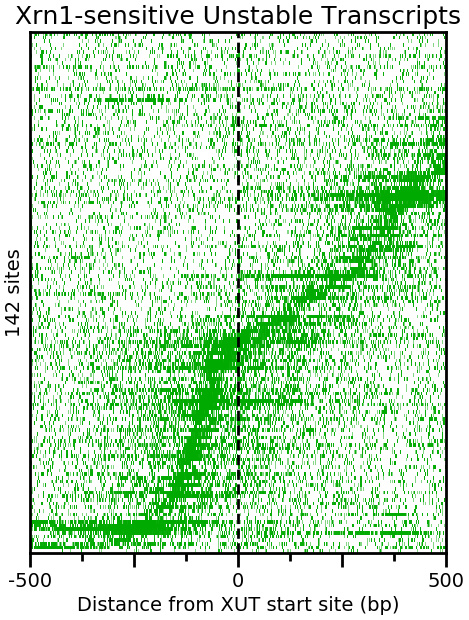 Xrn1-sensitive Unstable Transcripts
142 sites
-500 0 500
Distance from XUT start site (bp)